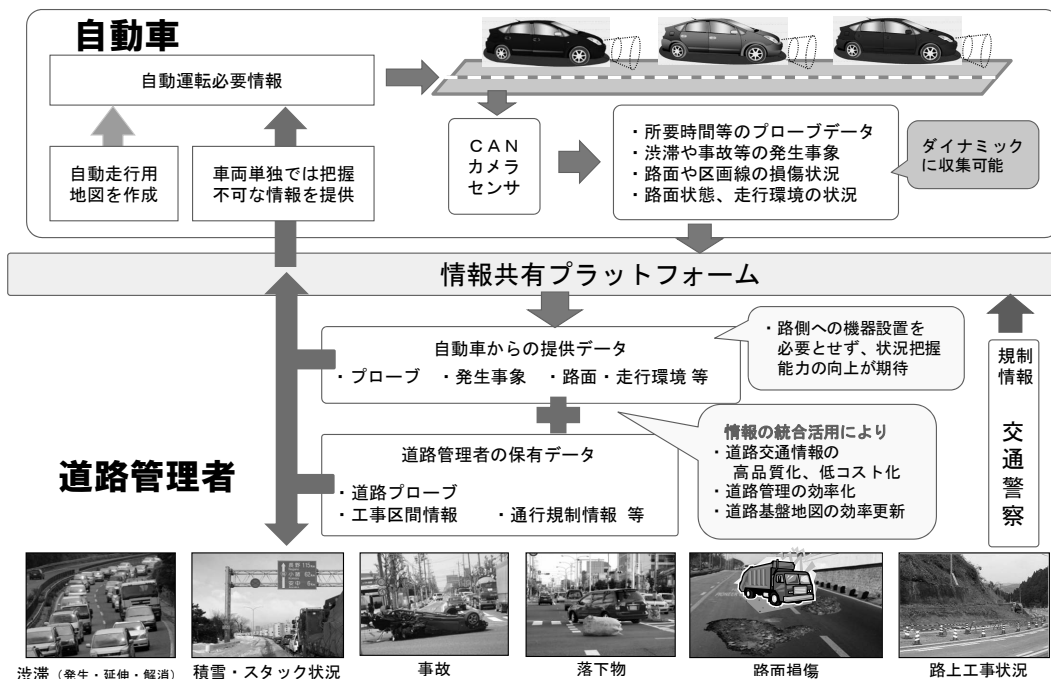 自動車
自動運転必要情報
自動走行用
地図を作成
車両単独では把握
不可な情報を提供
CAN
カメラ
センサ
・所要時間等のプローブデータ
・渋滞や事故等の発生事象
・路面や区画線の損傷状況
・路面状態、走行環境の状況
ダイナミック
に収集可能
情報共有プラットフォーム
自動車からの提供データ
・プローブ ・発生事象 ・路面・走行環境 等
・路側への機器設置を
必要とせず、状況把握
能力の向上が期待
規制
情報
交通警察
道路管理者
道路管理者の保有データ
・道路プローブ
・工事区間情報 ・通行規制情報 等
情報の統合活用により
・道路交通情報の
高品質化、低コスト化
・道路管理の効率化
・道路基盤地図の効率更新
渋滞（発生・延伸・解消）
積雪・スタック状況
事故
落下物
路面損傷
路上工事状況